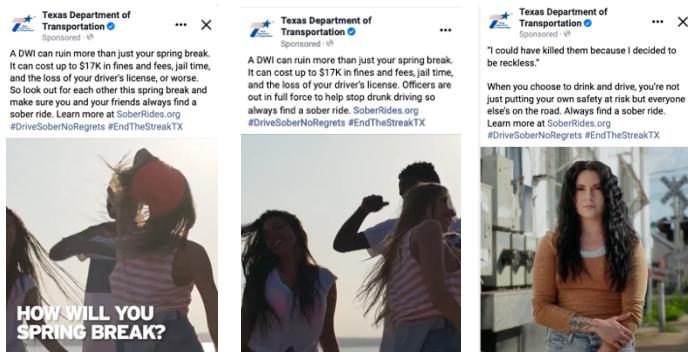 Texas Department of
Transportation
Sponsored ·
A DWI can ruin more than just your spring break.
It can cost up to $17K in fines and fees, jail time,
and the loss of your driver's license, or worse.
So look out for each other this spring break and
make sure you and your friends always find a
sober ride. Learn more at SoberRides.org
#DriveSoberNoRegrets #EndTheStreakTX
HOW WILL YOU
SPRING BREAK?
Texas Department of
Transportation
Sponsored ·
A DWI can ruin more than just your spring break.
It can cost up to $17K in fines and fees, jail time,
and the loss of your driver's license. Officers are
out in full force to help stop drunk driving so
always find a sober ride. SoberRides.org
#DriveSoberNoRegrets #EndTheStreakTX
Texas Department of
Transportation
Sponsored ·
"I could have killed them because I decided to
be reckless."
When you choose to drink and drive, you're not
just putting your own safety at risk but everyone
else's on the road. Always find a sober ride.
Learn more at SoberRides.org
#DriveSoberNoRegrets #EndTheStreakTX